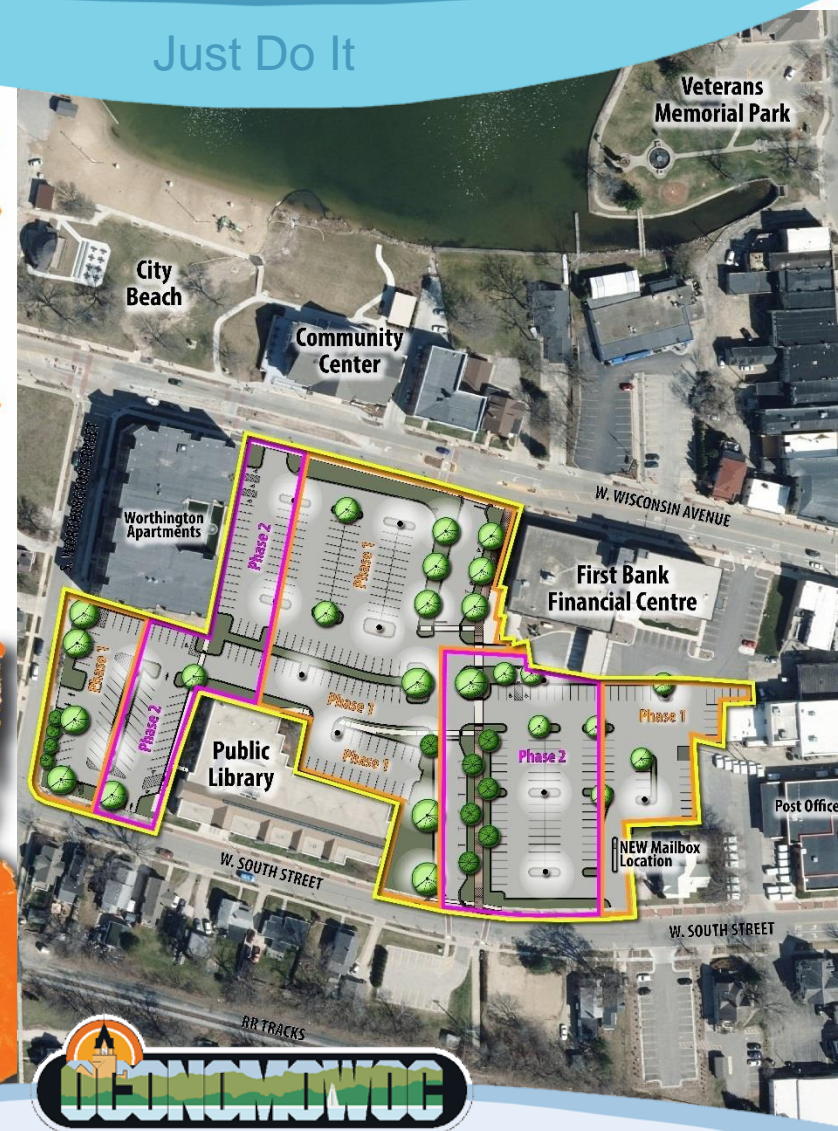 Just Do It
Veterans
Memorial Park
City
Beach
Community
Center
W. WISCONSIN AVENUE
Worthington
Apartments
Phase 2
Phase 1
First Bank
Financial Centre
Phase 1
Phase 2
Phase 1
Phase 1
Phase 2
Phase 1
Public
Library
Post Office
NEW Mailbox
Location
W. SOUTH STREET
W. SOUTH STREET
RR TRACKS
OCONOMOWOC